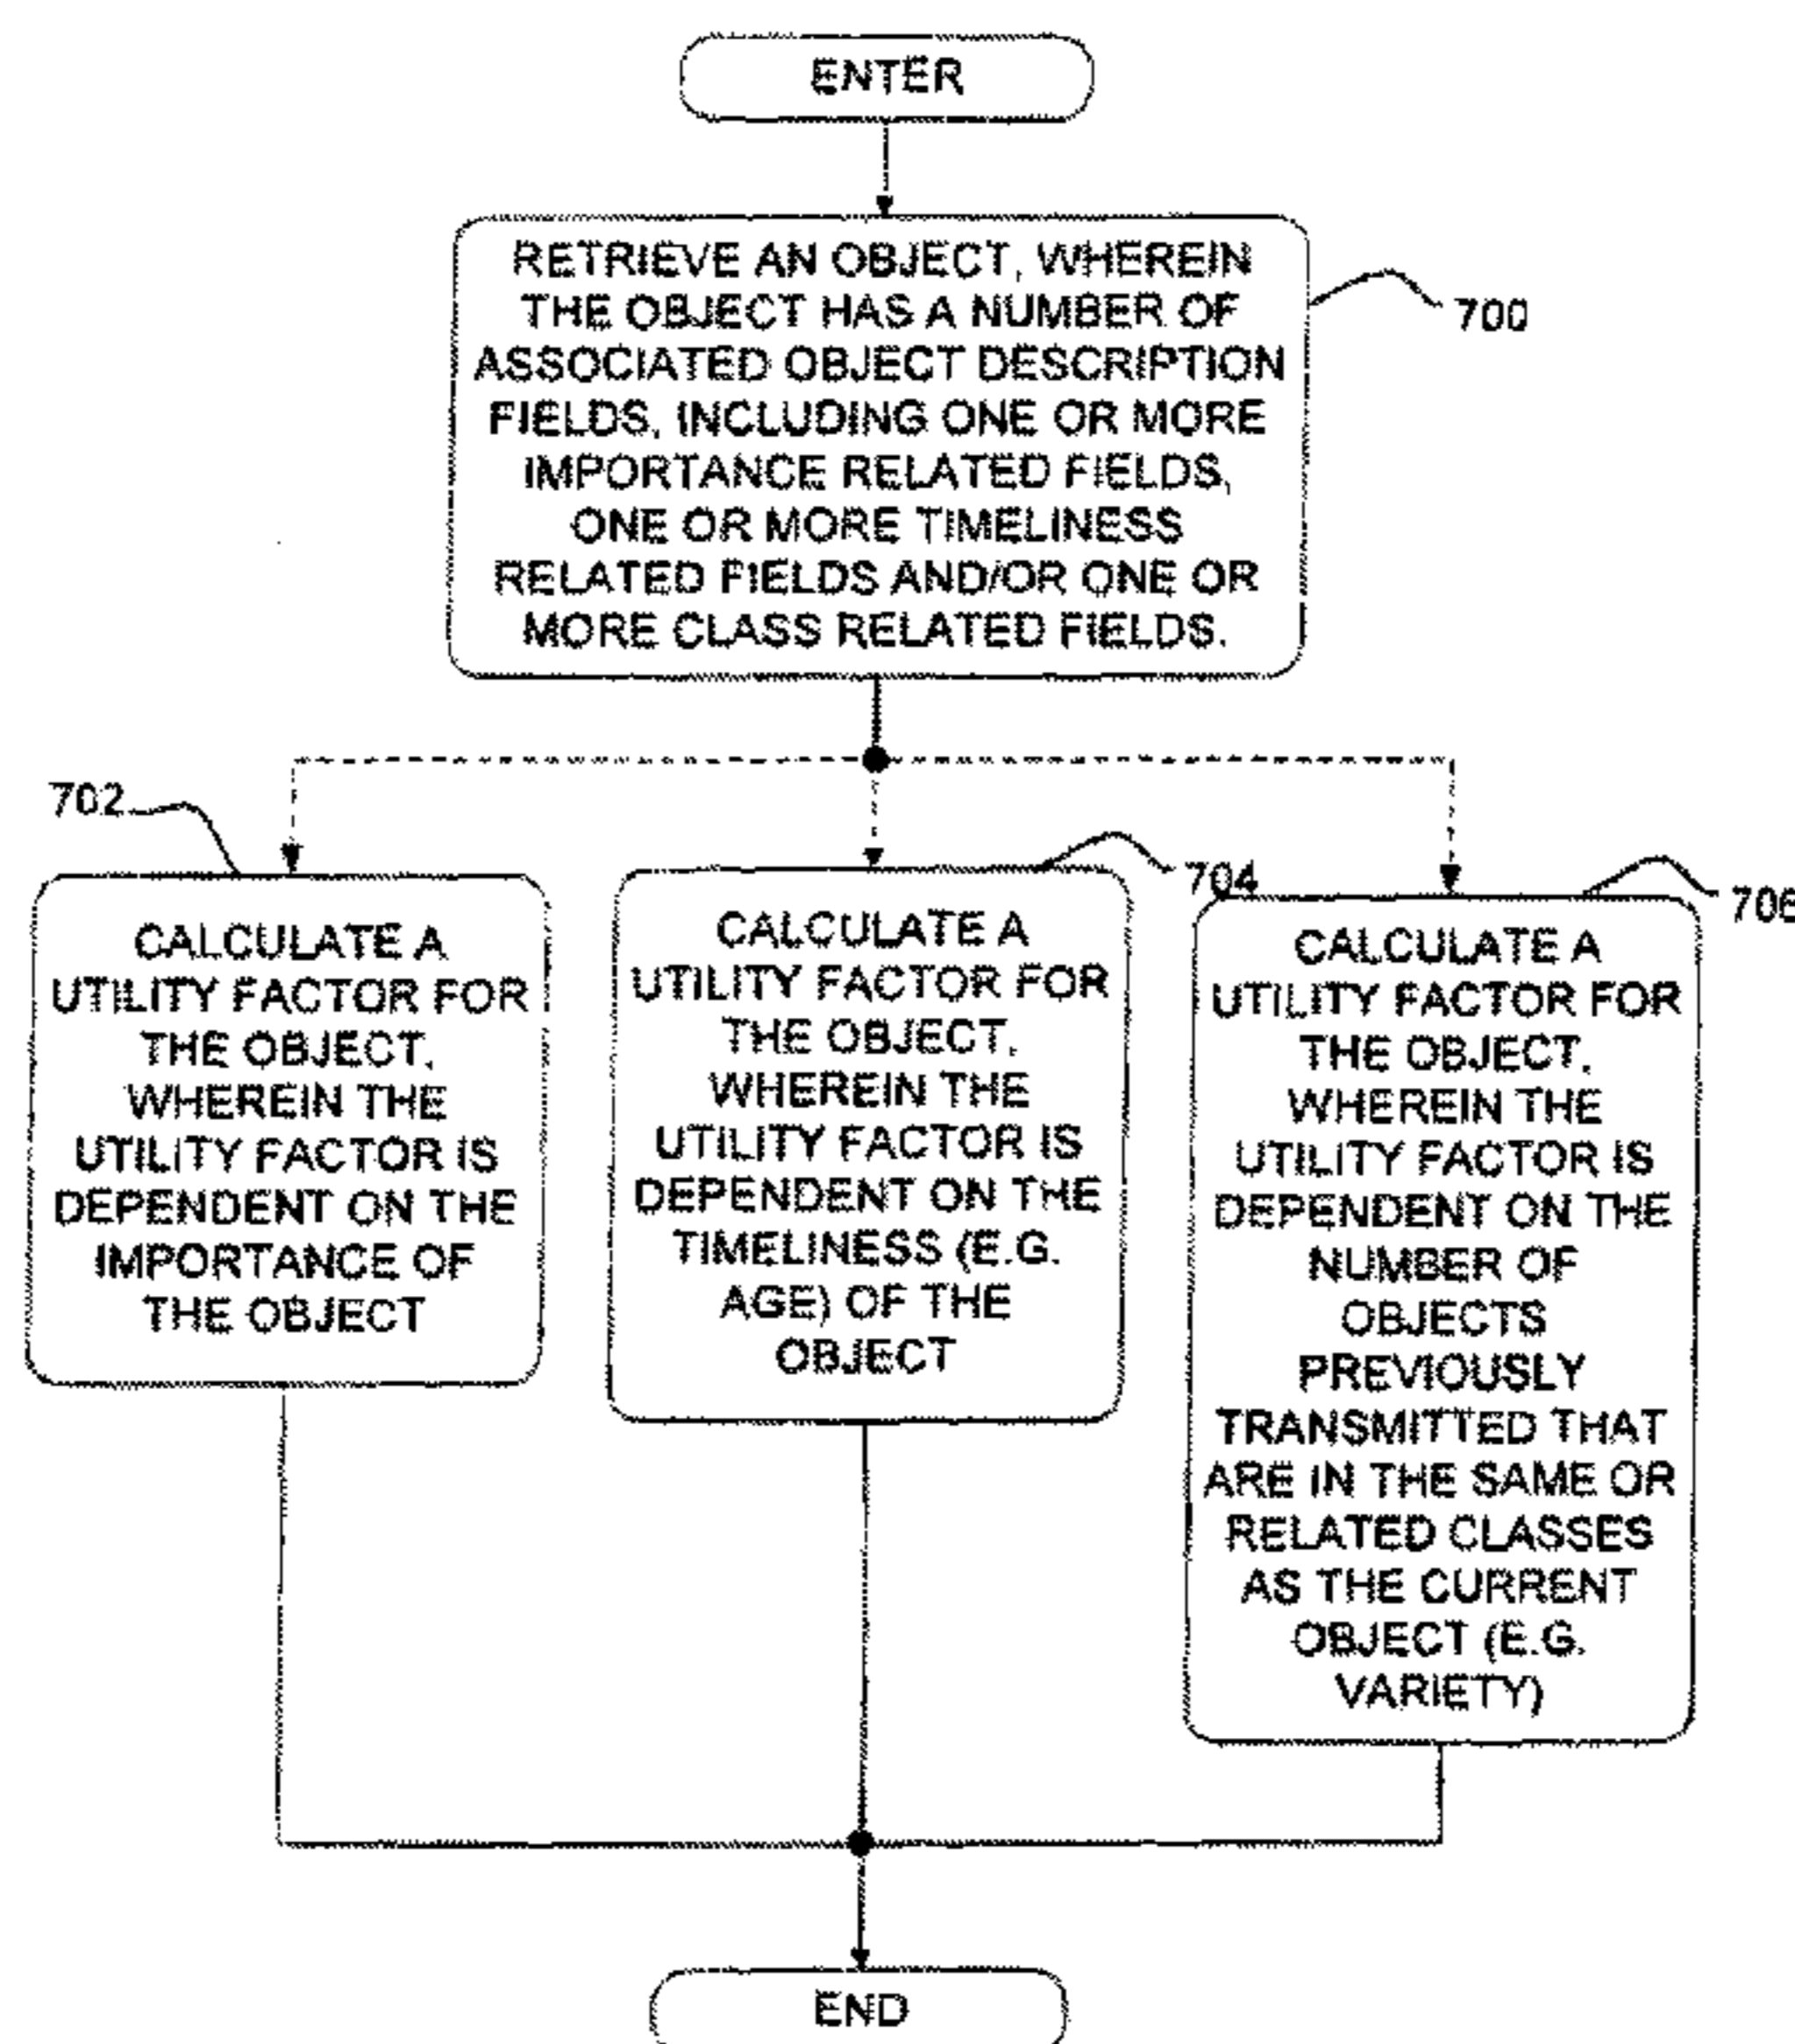 ENTER
RETRIEVE AN OBJECT, WHEREIN
THE OBJECT HAS A NUMBER OF
ASSOCIATED OBJECT DESCRIPTION
FIELDS, INCLUDING ONE OR MORE
IMPORTANCE RELATED FIELDS,
ONE OR MORE TIMELINESS
RELATED FIELDS AND/OR ONE OR
MORE CLASS RELATED FIELDS.
700
702
CALCULATE A
UTILITY FACTOR FOR
THE OBJECT,
WHEREIN THE
UTILITY FACTOR IS
DEPENDENT ON THE
IMPORTANCE OF
THE OBJECT
704
CALCULATE A
UTILITY FACTOR FOR
THE OBJECT,
WHEREIN THE
UTILITY FACTOR IS
DEPENDENT ON THE
TIMELINESS (E.G.
AGE) OF THE
OBJECT
706
CALCULATE A
UTILITY FACTOR FOR
THE OBJECT,
WHEREIN THE
UTILITY FACTOR IS
DEPENDENT ON THE
NUMBER OF
OBJECTS
PREVIOUSLY
TRANSMITTED THAT
ARE IN THE SAME OR
RELATED CLASSES
AS THE CURRENT
OBJECT (E.G.
VARIETY)
END